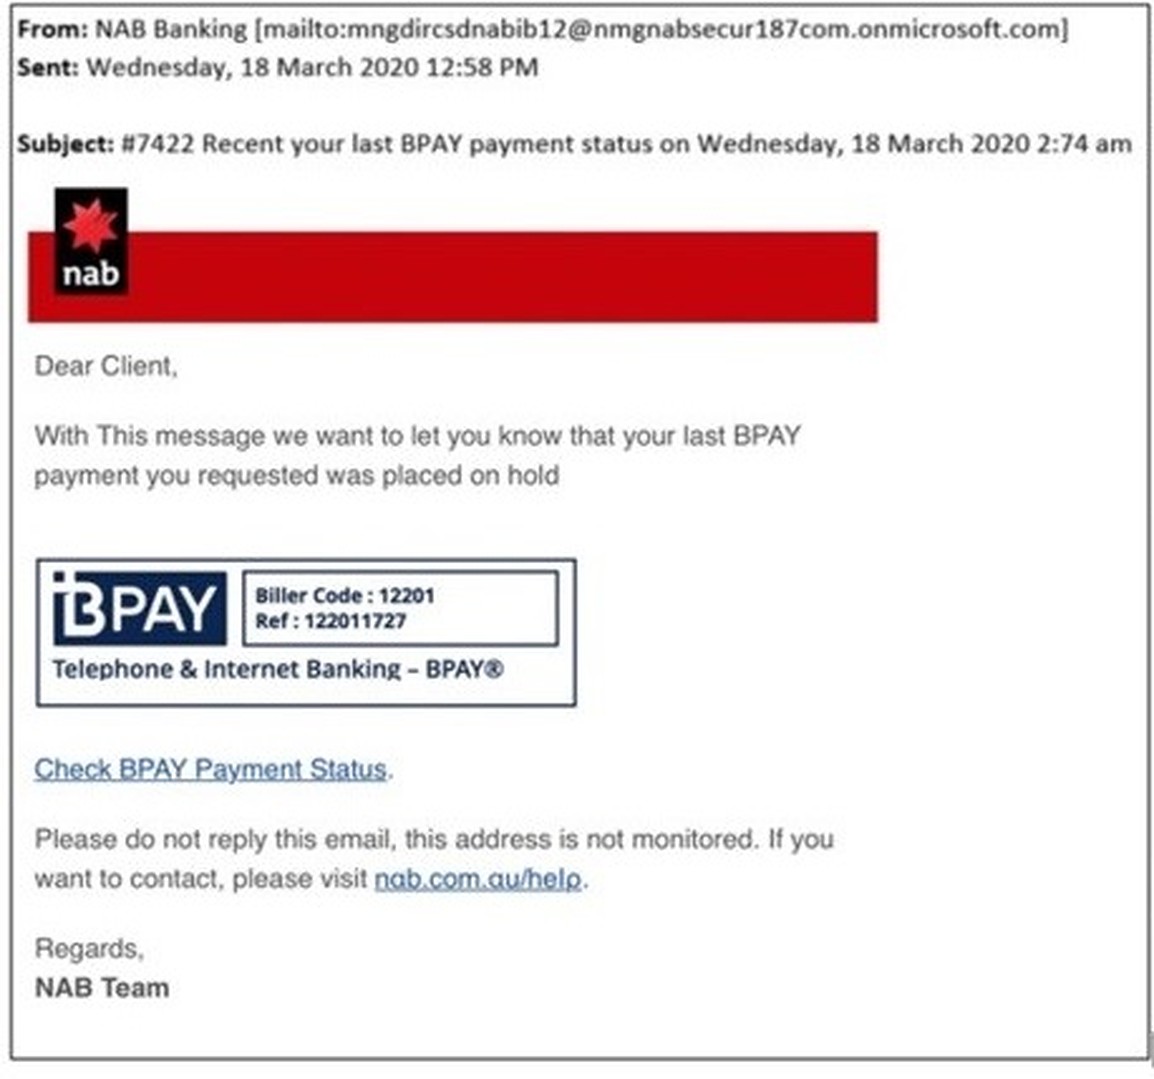 From: NAB Banking [mailto:mngdircsdnabib12@nmgnabsecur187com.onmicrosoft.com]
Sent: Wednesday, 18 March 2020 12:58 PM
Subject: #7422 Recent your last BPAY payment status on Wednesday, 18 March 2020 2:74 am
nab
Dear Client,
With This message we want to let you know that your last BPAY
payment you requested was placed on hold
BPAY
Biller Code : 12201
Ref : 122011727
Telephone & Internet Banking – BPAY®
Check BPAY Payment Status.
Please do not reply this email, this address is not monitored. If you
want to contact, please visit nab.com.au/help.
Regards,
NAB Team